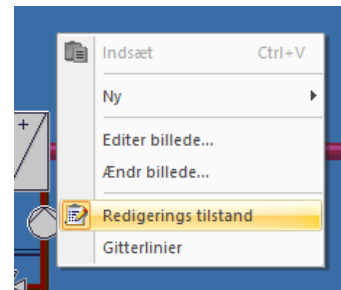 Indsæt Ctrl+V
Ny
Editer billede...
Ændr billede...
Redigerings tilstand
Gitterlinier
+